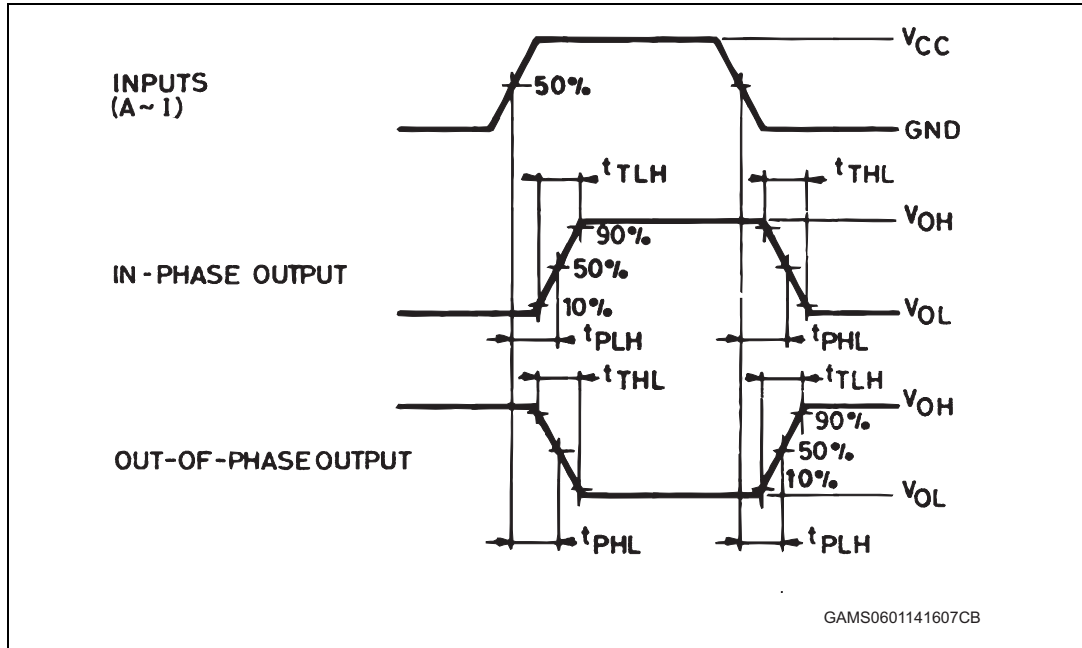 VCC
INPUTS
(A~I)
50%
GND
tTLH
tTHL
VOH
90%
IN-PHASE OUTPUT
50%
10%
VOL
tPLH
tPHL
tTHL
tTLH
VOH
90%
OUT-OF-PHASE OUTPUT
50%
10%
VOL
tPHL
tPLH
GAMS0601141607CB